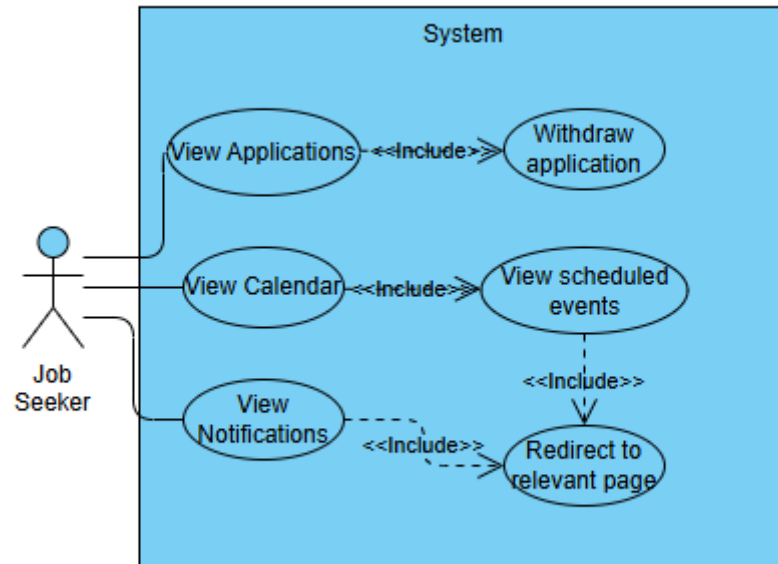 System
View Applications
<<Include>>
Withdraw
application
View Calendar
<<Include>>
View scheduled
events
<<Include>>
Job
Seeker
View
Notifications
<<Include>>
Redirect to
relevant page